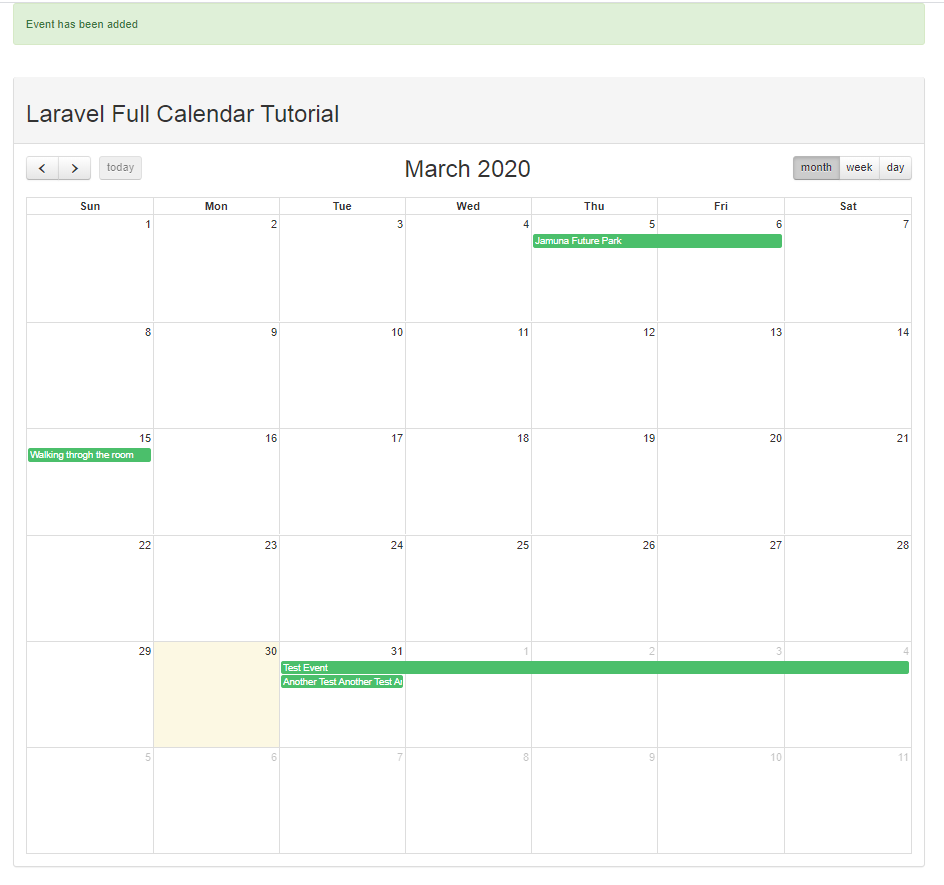 Event has been added
Laravel Full Calendar Tutorial
today
March 2020
month week day
Sun Mon Tue Wed Thu Fri Sat
1 2 3 4 5 6 7
Jamuna Future Park
8 9 10 11 12 13 14
15 16 17 18 19 20 21
Walking throgh the room
22 23 24 25 26 27 28
29 30 31 1 2 3 4
Test Event
Another Test Another Test
5 6 7 8 9 10 11